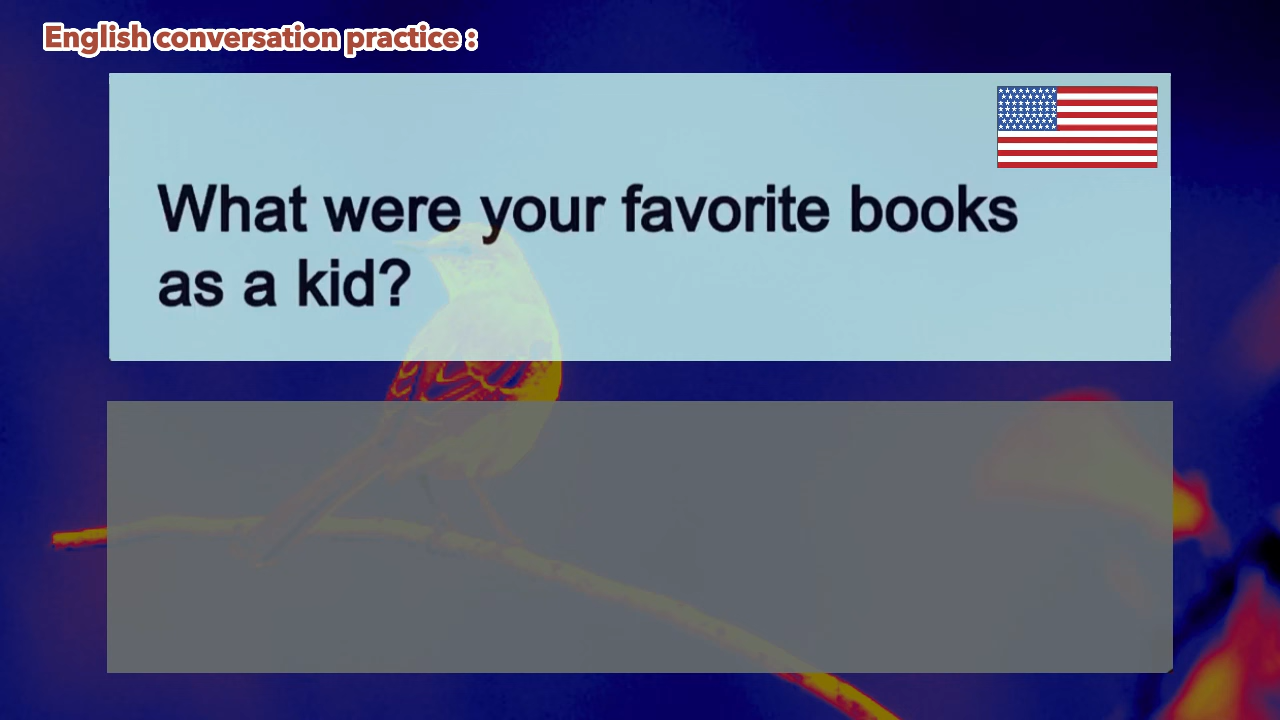 English conversation practice :
What were your favorite books
as a kid?